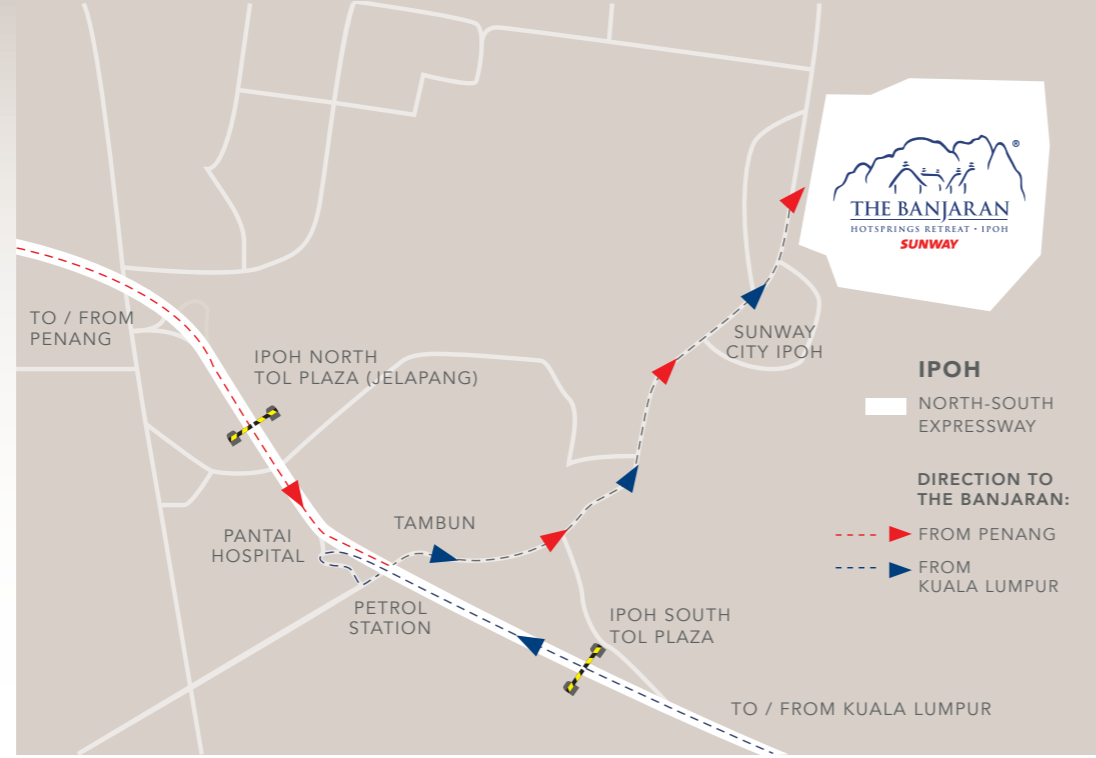 ®
THE BANJARAN
HOTSPRINGS RETREAT • IPOH
SUNWAY
TO / FROM
PENANG
IPOH NORTH
TOL PLAZA (JELAPANG)
SUNWAY
CITY IPOH
IPOH
NORTH-SOUTH
EXPRESSWAY
DIRECTION TO
THE BANJARAN:
FROM PENANG
FROM
KUALA LUMPUR
PANTAI
HOSPITAL
TAMBUN
PETROL
STATION
IPOH SOUTH
TOL PLAZA
TO / FROM KUALA LUMPUR